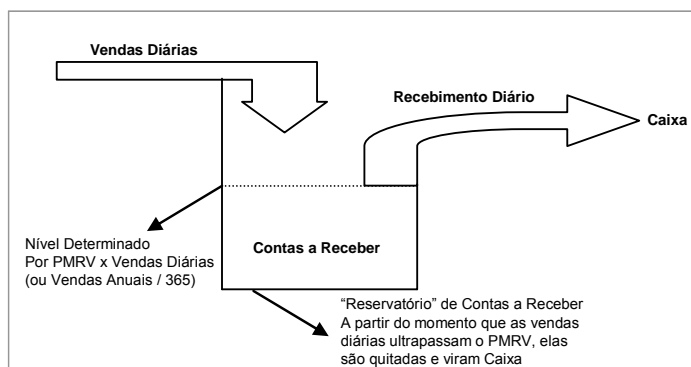 Vendas Diárias
Recebimento Diário
Caixa
Nível Determinado
Por PMRV x Vendas Diárias
(ou Vendas Anuais / 365)
Contas a Receber
“Reservatório” de Contas a Receber
A partir do momento que as vendas
diárias ultrapassam o PMRV, elas
são quitadas e viram Caixa